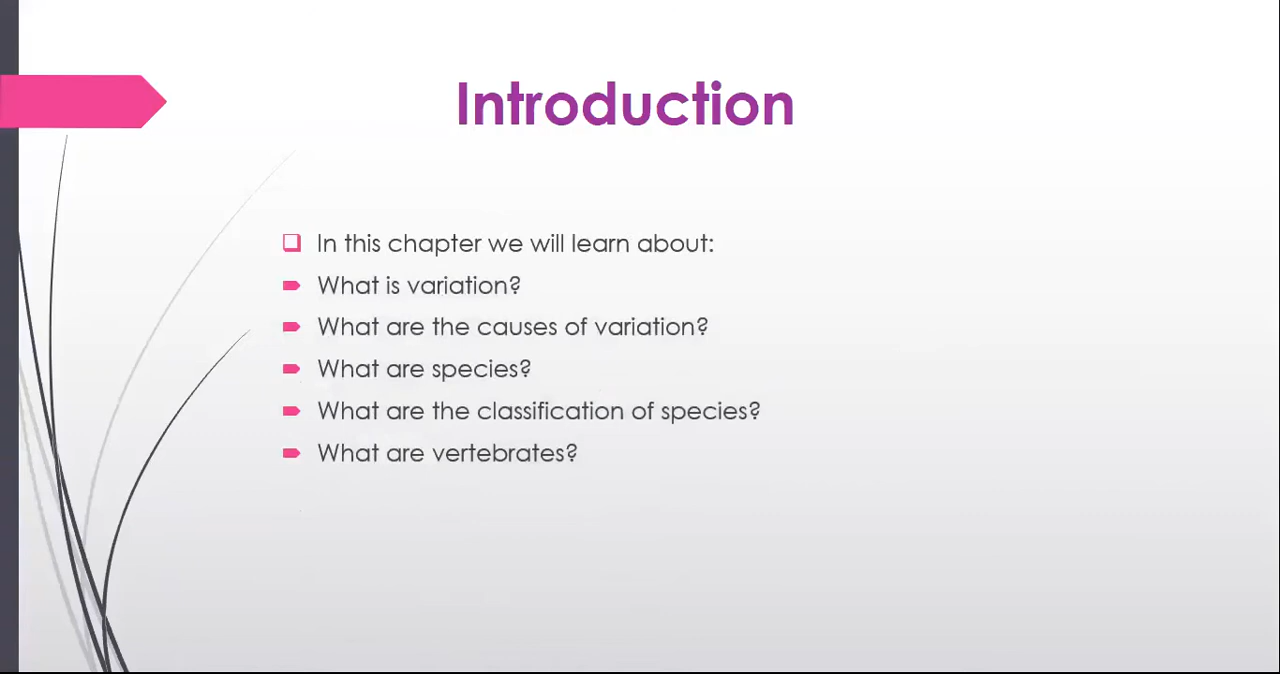 Introduction
In this chapter we will learn about:
What is variation?
What are the causes of variation?
What are species?
What are the classification of species?
What are vertebrates?